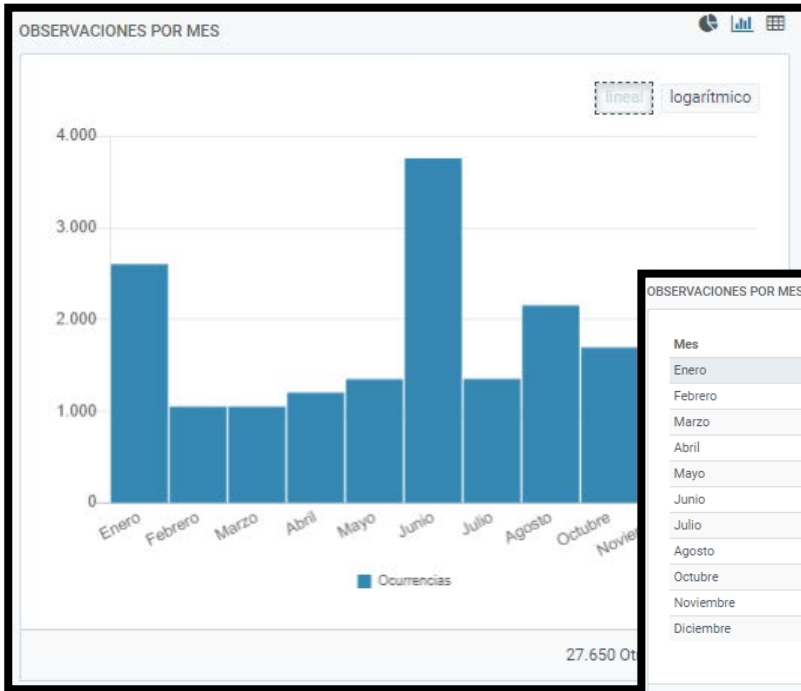 OBSERVACIONES POR MES
lineal logarítmico
4.000
3.000
2.000
1.000
0
Enero Febrero Marzo Abril Mayo Junio Julio Agosto Octubre
Ocurrencias
27.650
OBSERVACIONES POR MES
Mes
Enero
Febrero
Marzo
Abril
Mayo
Junio
Julio
Agosto
Octubre
Noviembre
Diciembre